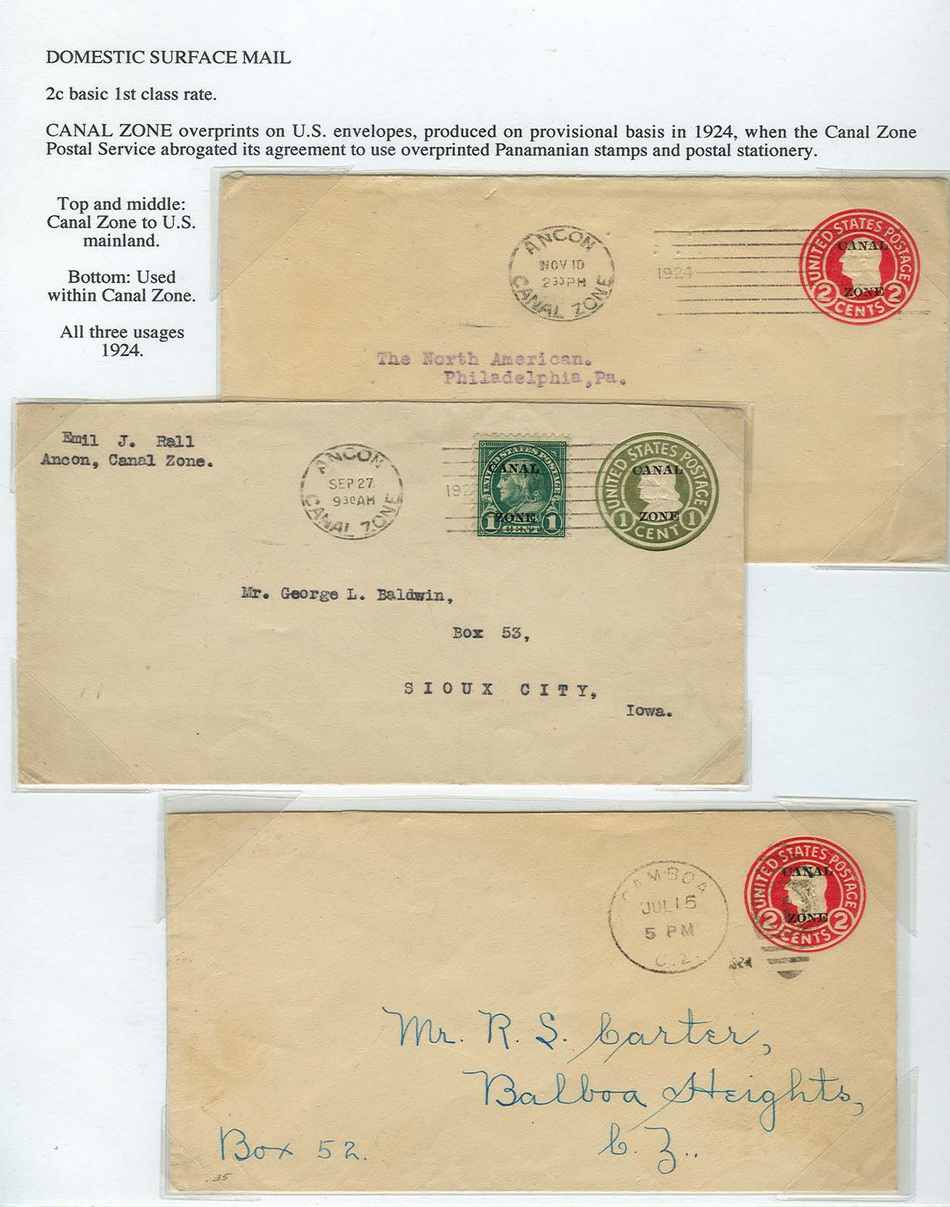 DOMESTIC SURFACE MAIL
2c basic 1st class rate.
CANAL ZONE overprints on U.S. envelopes, produced on provisional basis in 1924, when the Canal Zone
Postal Service abrogated its agreement to use overprinted Panamanian stamps and postal stationery.
Top and middle:
Canal Zone to U.S.
mainland.
Bottom: Used
within Canal Zone.
All three usages
1924.
ANCON
NOV 10
2 30 PM
CANAL ZONE
1924
UNITED STATES POSTAGE
CANAL
ZONE
2 CENTS 2
The North American.
Philadelphia, Pa.
Emil J. Rall
Ancon, Canal Zone.
ANCON
SEP 27
9 30 AM
CANAL ZONE
192
UNITED STATES POSTAGE
CANAL
ZONE
1 CENT 1
UNITED STATES POSTAGE
CANAL
ZONE
1 CENT 1
Mr. George L. Baldwin,
Box 53,
SIOUX CITY,
Iowa.
GAMBOA
JUL 15
5 PM
C.Z.
UNITED STATES POSTAGE
CANAL
ZONE
2 CENTS 2
Mr. R. S. Carter,
Balboa Heights,
Box 52. C. Z..
.35